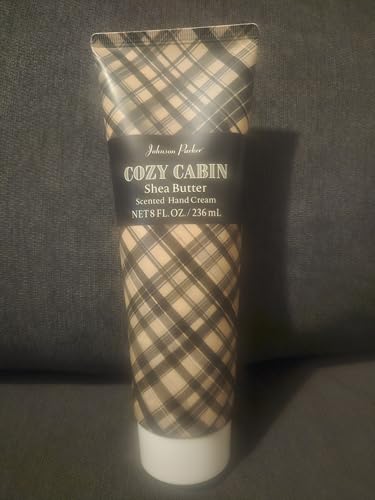 Johnson Parker
COZY CABIN
Shea Butter
Scented Hand Cream
NET 8 FL. OZ. / 236 mL